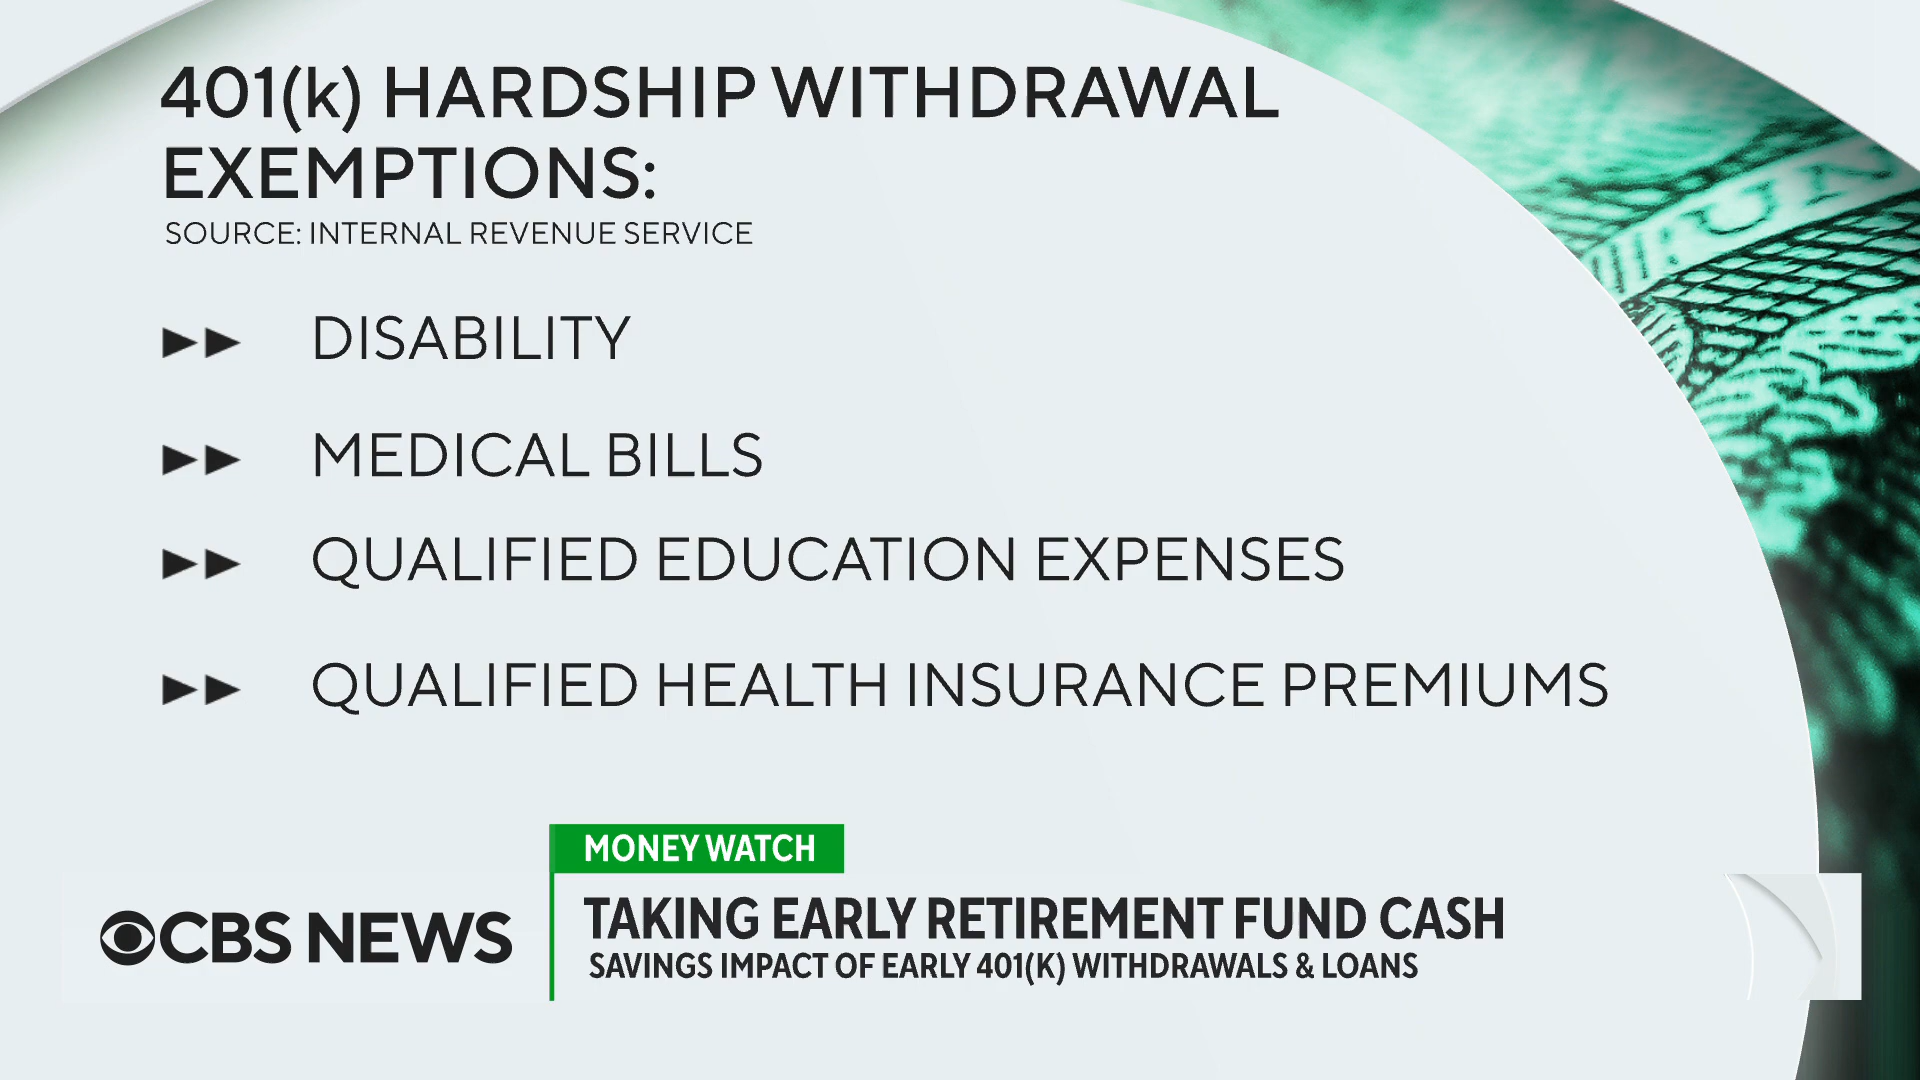 401(k) HARDSHIP WITHDRAWAL
EXEMPTIONS:
SOURCE: INTERNAL REVENUE SERVICE
DISABILITY
MEDICAL BILLS
QUALIFIED EDUCATION EXPENSES
QUALIFIED HEALTH INSURANCE PREMIUMS
MONEY WATCH
CBS NEWS
TAKING EARLY RETIREMENT FUND CASH
SAVINGS IMPACT OF EARLY 401(K) WITHDRAWALS & LOANS